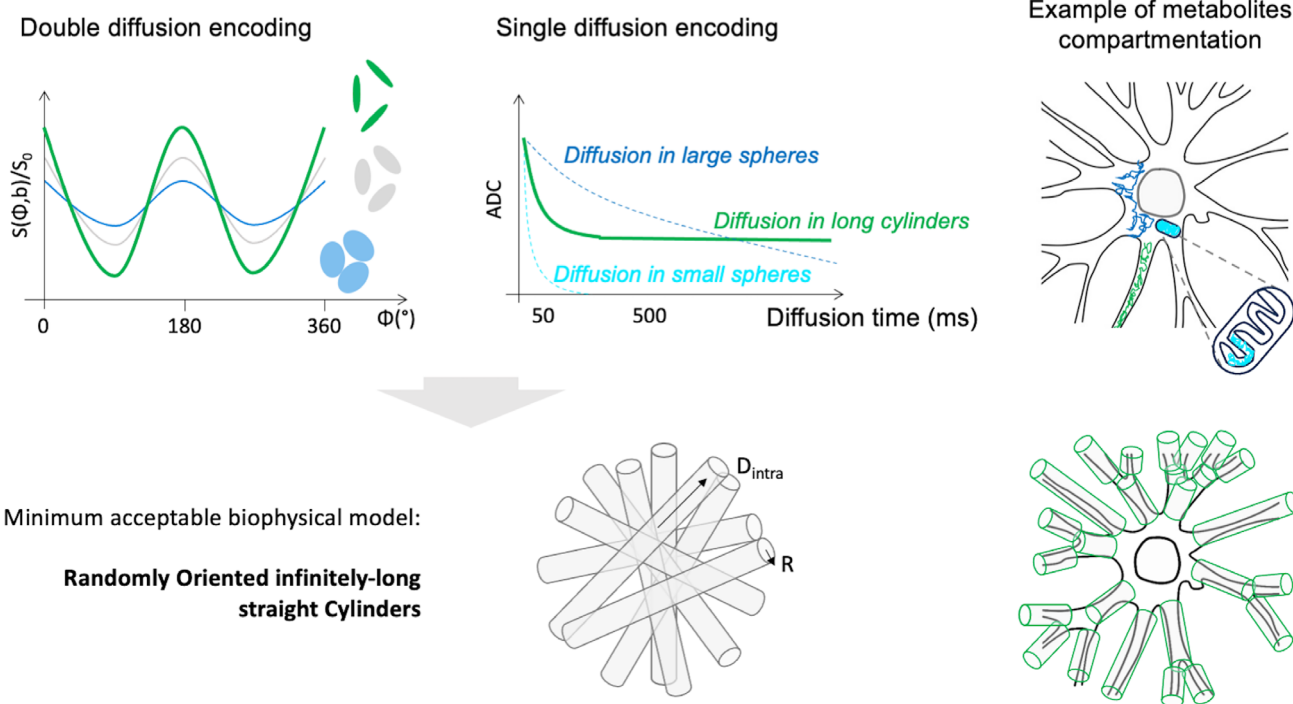 Double diffusion encoding
Single diffusion encoding
Example of metabolites
compartmentation
S(Φ,b)/S0
0
180
360
Φ(°)
ADC
Diffusion in large spheres
Diffusion in long cylinders
Diffusion in small spheres
50
500
Diffusion time (ms)
Minimum acceptable biophysical model:
Randomly Oriented infinitely-long
straight Cylinders
Dintra
R